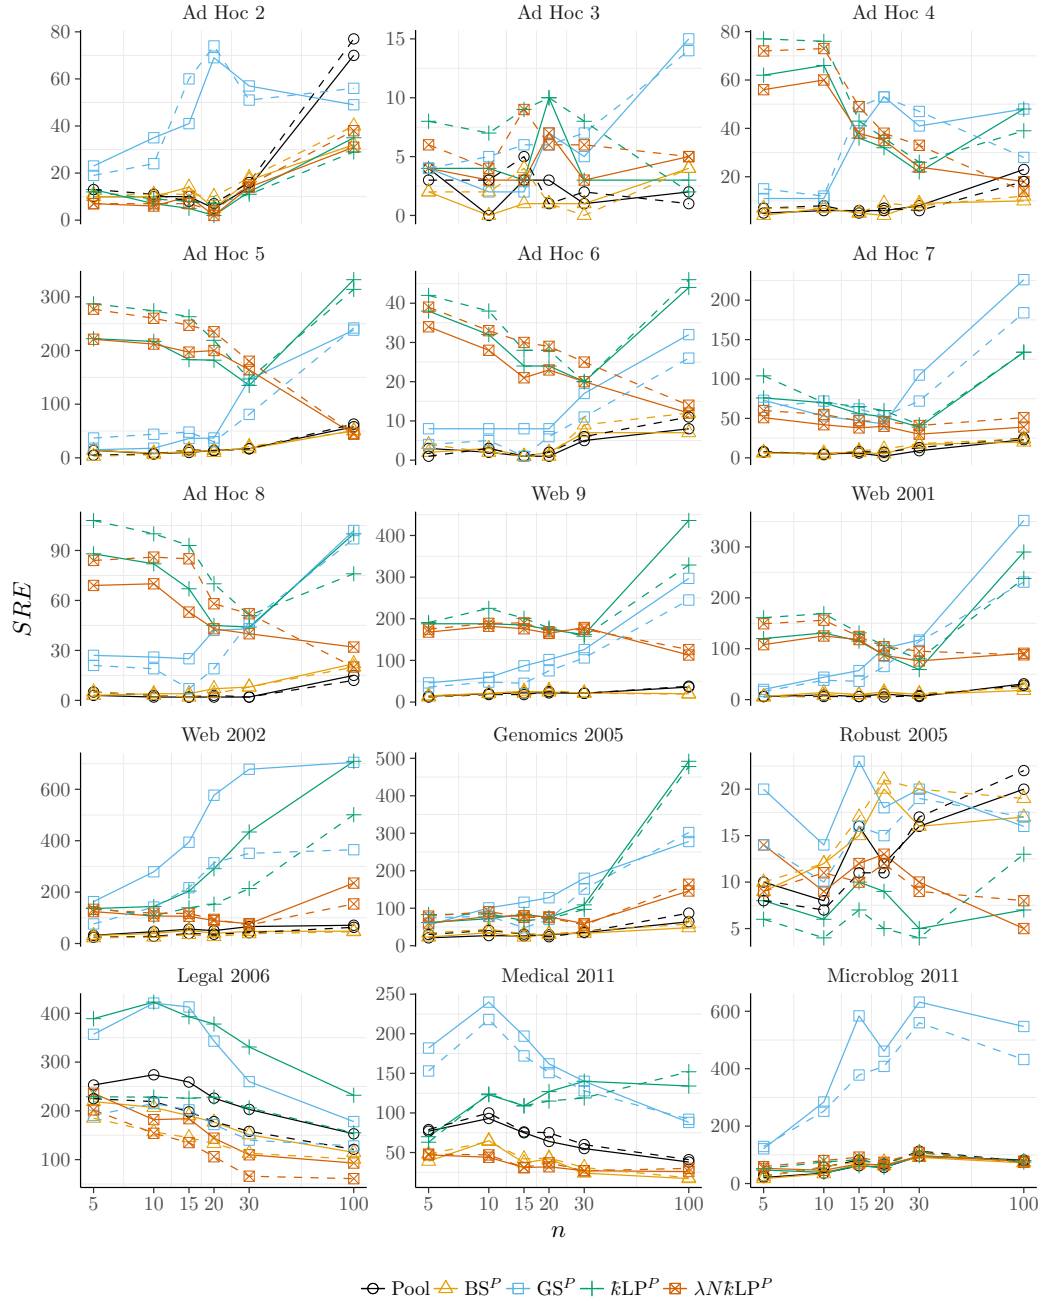 Ad Hoc 2 Ad Hoc 3 Ad Hoc 4
80 15 80
60 10 60
40 5 40
20 0 20
0 0
Ad Hoc 5 Ad Hoc 6 Ad Hoc 7
300 40 200
200 30 150
100 20 100
0 10 50
0 0
Ad Hoc 8 Web 9 Web 2001
90 400 300
60 300 200
30 200 100
0 100 0
0
SRE
Web 2002 Genomics 2005 Robust 2005
600 500 20
400 400 15
200 300 10
0 200 5
100
0
Legal 2006 Medical 2011 Microblog 2011
400 250 600
300 200 400
200 150 200
100 100 0
50
5 10 15 20 30 100 5 10 15 20 30 100 5 10 15 20 30 100
n
Pool BS^P GS^P ƛLP^P λNƛLP^P